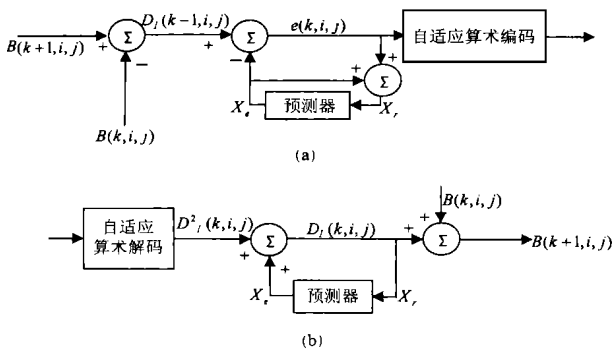 B(k+1,i,j)
+
Σ
−
B(k,i,j)
D_l(k−1,i,j)
+
Σ
−
e(k,i,j)
+
+
Σ
自适应算术编码
X_e
预测器
X_r
(a)
自适应
算术解码
D²_l(k,i,j)
+
Σ
+
D_l(k,i,j)
X_e
预测器
X_r
B(k,i,j)
+
+
Σ
B(k+1,i,j)
(b)